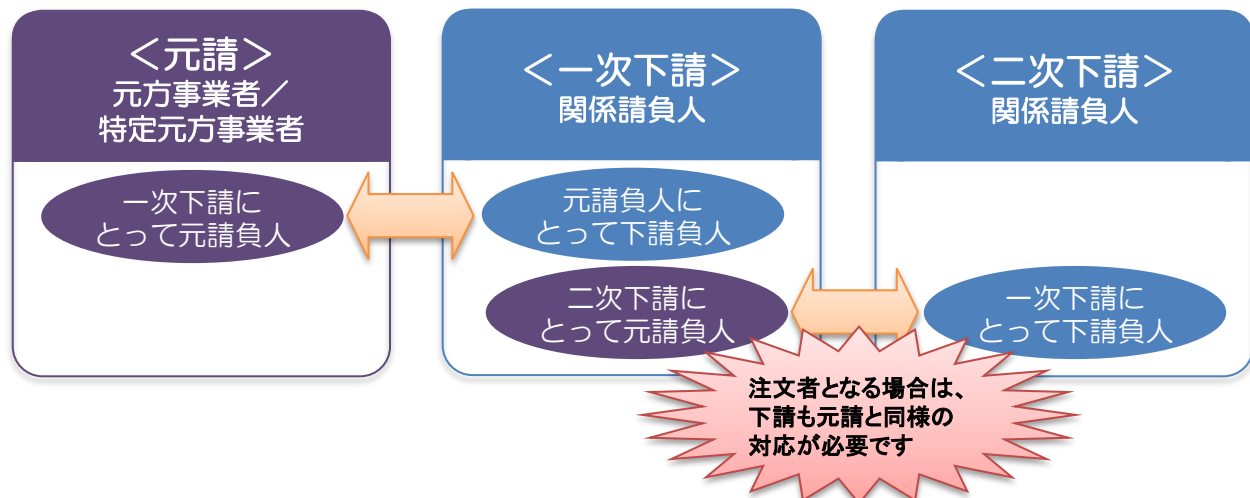 ＜元請＞
元方事業者／
特定元方事業者
一次下請に
とって元請負人
＜一次下請＞
関係請負人
元請負人に
とって下請負人
二次下請に
とって元請負人
＜二次下請＞
関係請負人
一次下請に
とって下請負人
注文者となる場合は、
下請も元請と同様の
対応が必要です